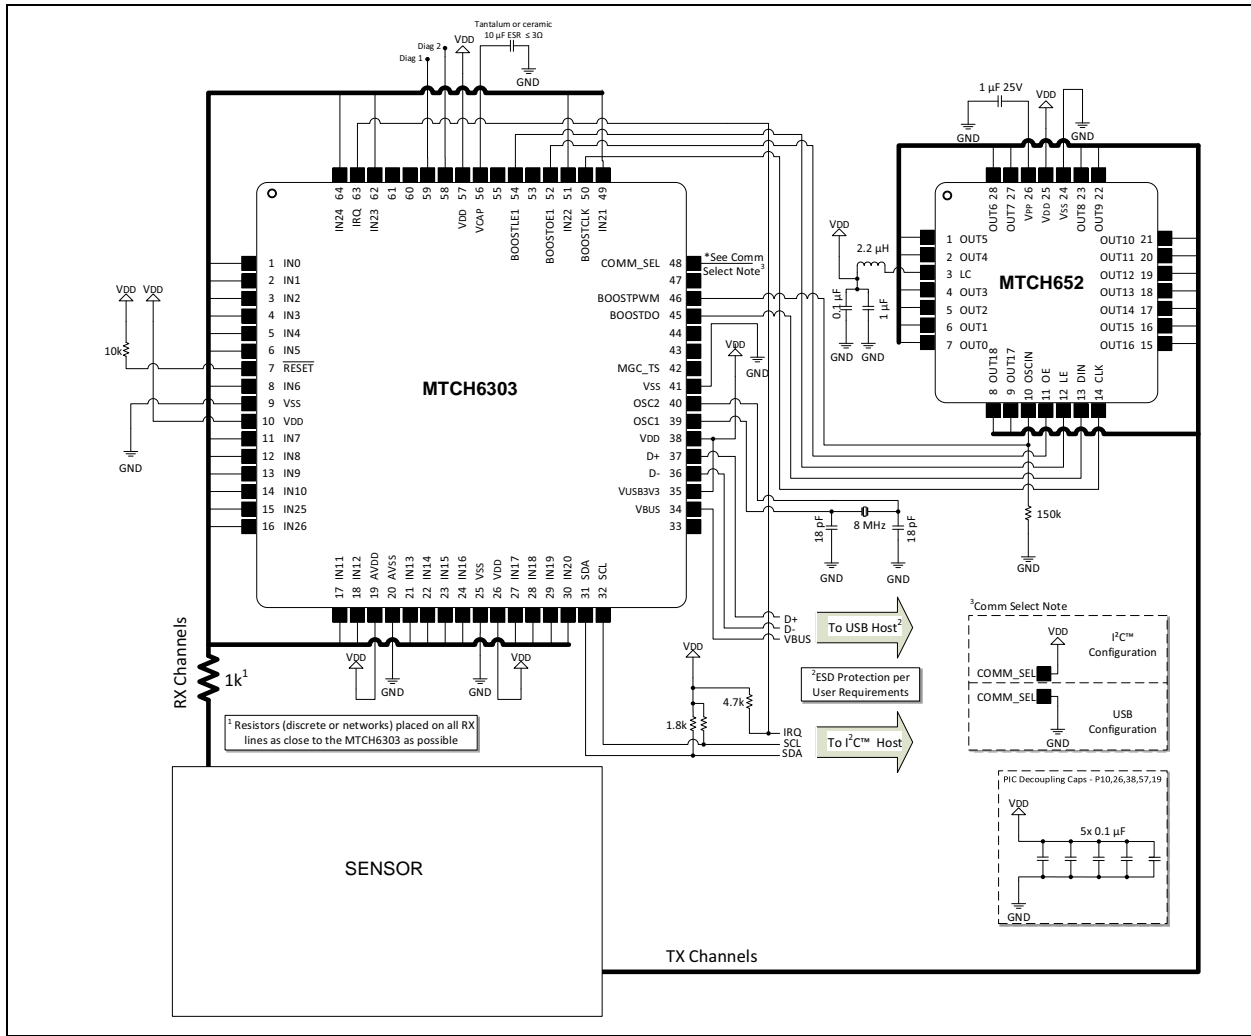 Tantalum or ceramic
10 µF ESR ≤ 3Ω
Diag 2
Diag 1
VDD
GND
1 µF 25V
VDD
GND
GND
64 IN24
63 IRQ
62 IN23
61
60
59
58
57 VDD
56 VCAP
55
54 BOOSTLE1
53
52 BOOSTOE1
51 IN22
50 BOOSTCLK
49 IN21
OUT6 28
OUT7 27
VPP 26
VDD 25
VSS 24
OUT8 23
OUT9 22
1 IN0
2 IN1
3 IN2
4 IN3
5 IN4
6 IN5
7 RESET
8 IN6
9 VSS
10 VDD
11 IN7
12 IN8
13 IN9
14 IN10
15 IN25
16 IN26
VDD
VDD
10k
GND
MTCH6303
COMM_SEL 48
47
BOOSTPWM 46
BOOSTDO 45
44
43
MGC_TS 42
VSS 41
OSC2 40
OSC1 39
VDD 38
D+ 37
D- 36
VUSB3V3 35
VBUS 34
33
*See Comm
Select Note3
VDD
GND
VDD
2.2 µH
0.1 µF
1 µF
GND
GND
1 OUT5
2 OUT4
3 LC
4 OUT3
5 OUT2
6 OUT1
7 OUT0
MTCH652
OUT10 21
OUT11 20
OUT12 19
OUT13 18
OUT14 17
OUT15 16
OUT16 15
8 OUT18
9 OUT17
10 OSCIN
11 OE
12 LE
13 DIN
14 CLK
18 pF
8 MHz
18 pF
GND
GND
150k
GND
17 IN11
18 IN12
19 AVDD
20 AVSS
21 IN13
22 IN14
23 IN15
24 IN16
25 VSS
26 VDD
27 IN17
28 IN18
29 IN19
30 IN20
31 SDA
32 SCL
VDD
GND
GND
VDD
RX Channels
1k1
1 Resistors (discrete or networks) placed on all RX
lines as close to the MTCH6303 as possible
D+
D-
VBUS
To USB Host2
2ESD Protection per
User Requirements
VDD
4.7k
1.8k
IRQ
SCL
SDA
To I2C™ Host
3Comm Select Note
VDD
I2C™
Configuration
COMM_SEL
COMM_SEL
USB
Configuration
GND
PIC Decoupling Caps - P10,26,38,57,19
VDD
5x 0.1 µF
GND
SENSOR
TX Channels